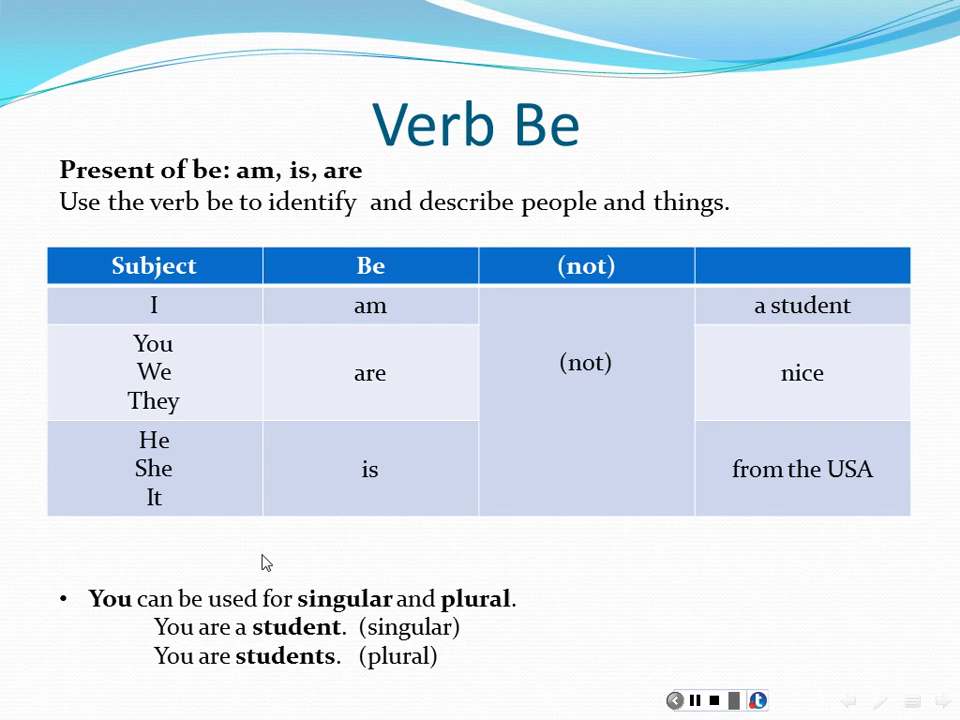 Verb Be
Present of be: am, is, are
Use the verb be to identify and describe people and things.
Subject Be (not)
I am a student
You
We
They
are
(not)
nice
He
She
It
is
from the USA
• You can be used for singular and plural.
You are a student. (singular)
You are students. (plural)